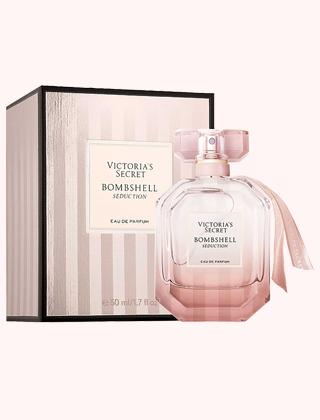 VICTORIA'S
SECRET
BOMBSHELL
SEDUCTION
EAU DE PARFUM
e 50 ml/1.7 fl oz
VICTORIA'S
SECRET
BOMBSHELL
SEDUCTION
EAU DE PARFUM